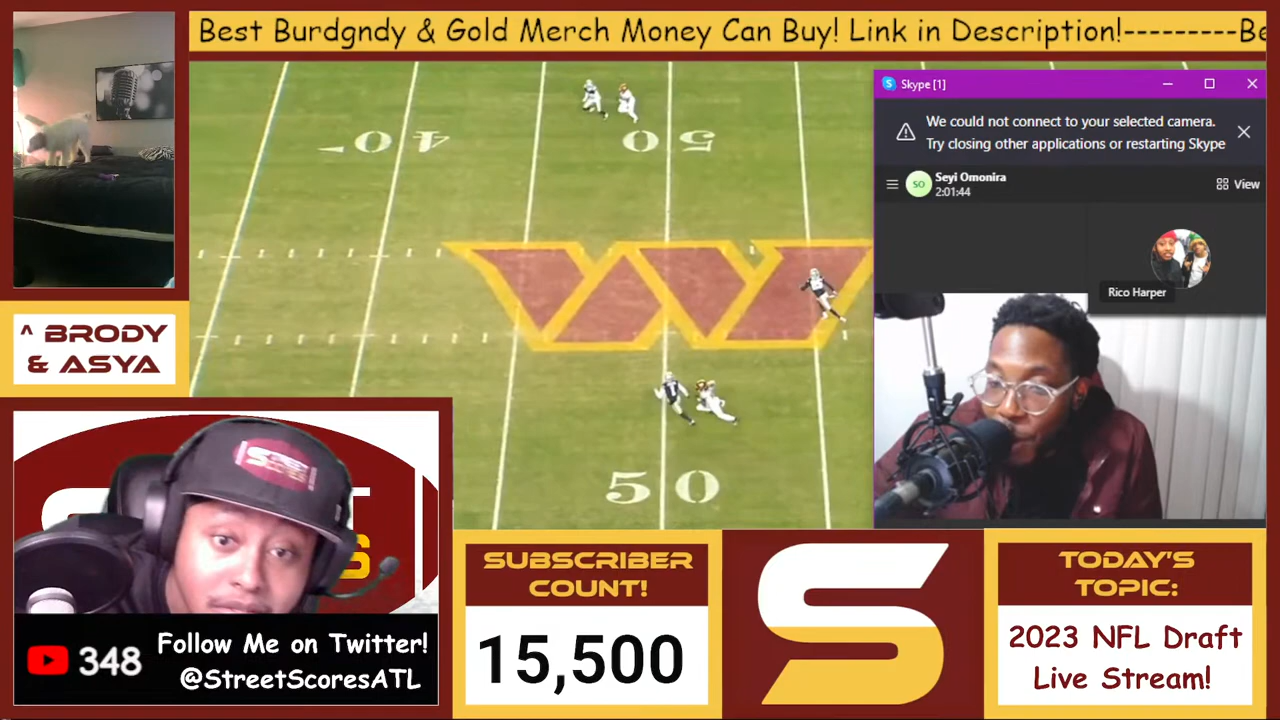 Best Burdgndy & Gold Merch Money Can Buy! Link in Description!---------Be
Skype [1]
We could not connect to your selected camera.
Try closing other applications or restarting Skype
SO
Seyi Omonira
2:01:44
View
Rico Harper
40
50
50
^ BRODY
& ASYA
348
Follow Me on Twitter!
@StreetScoresATL
SUBSCRIBER
COUNT!
15,500
S
TODAY'S
TOPIC:
2023 NFL Draft
Live Stream!